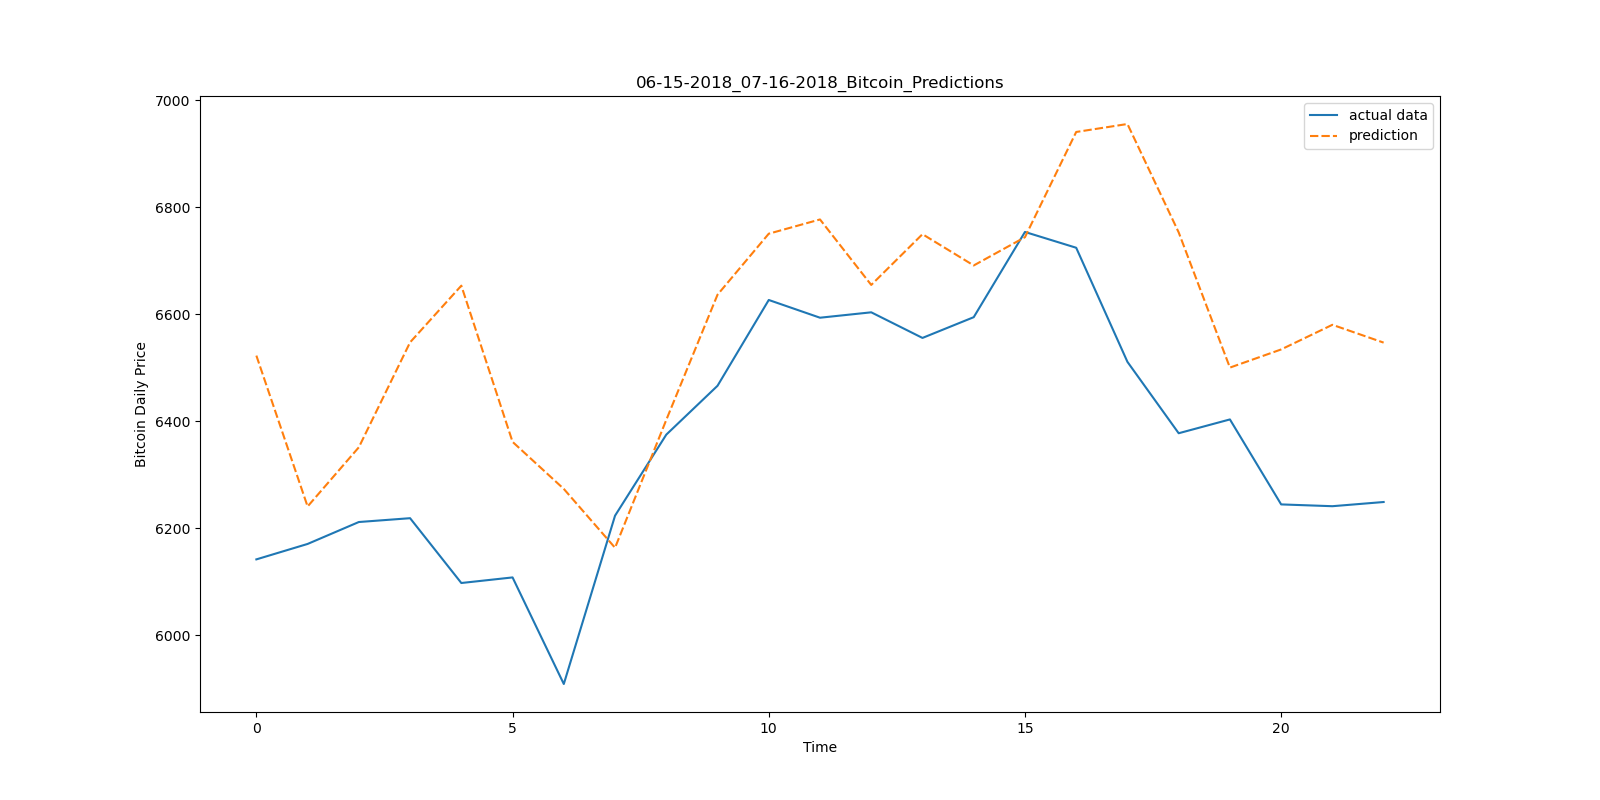 06-15-2018_07-16-2018_Bitcoin_Predictions
7000
6800
6600
6400
6200
6000
Bitcoin Daily Price
actual data
prediction
0 5 10 15 20
Time